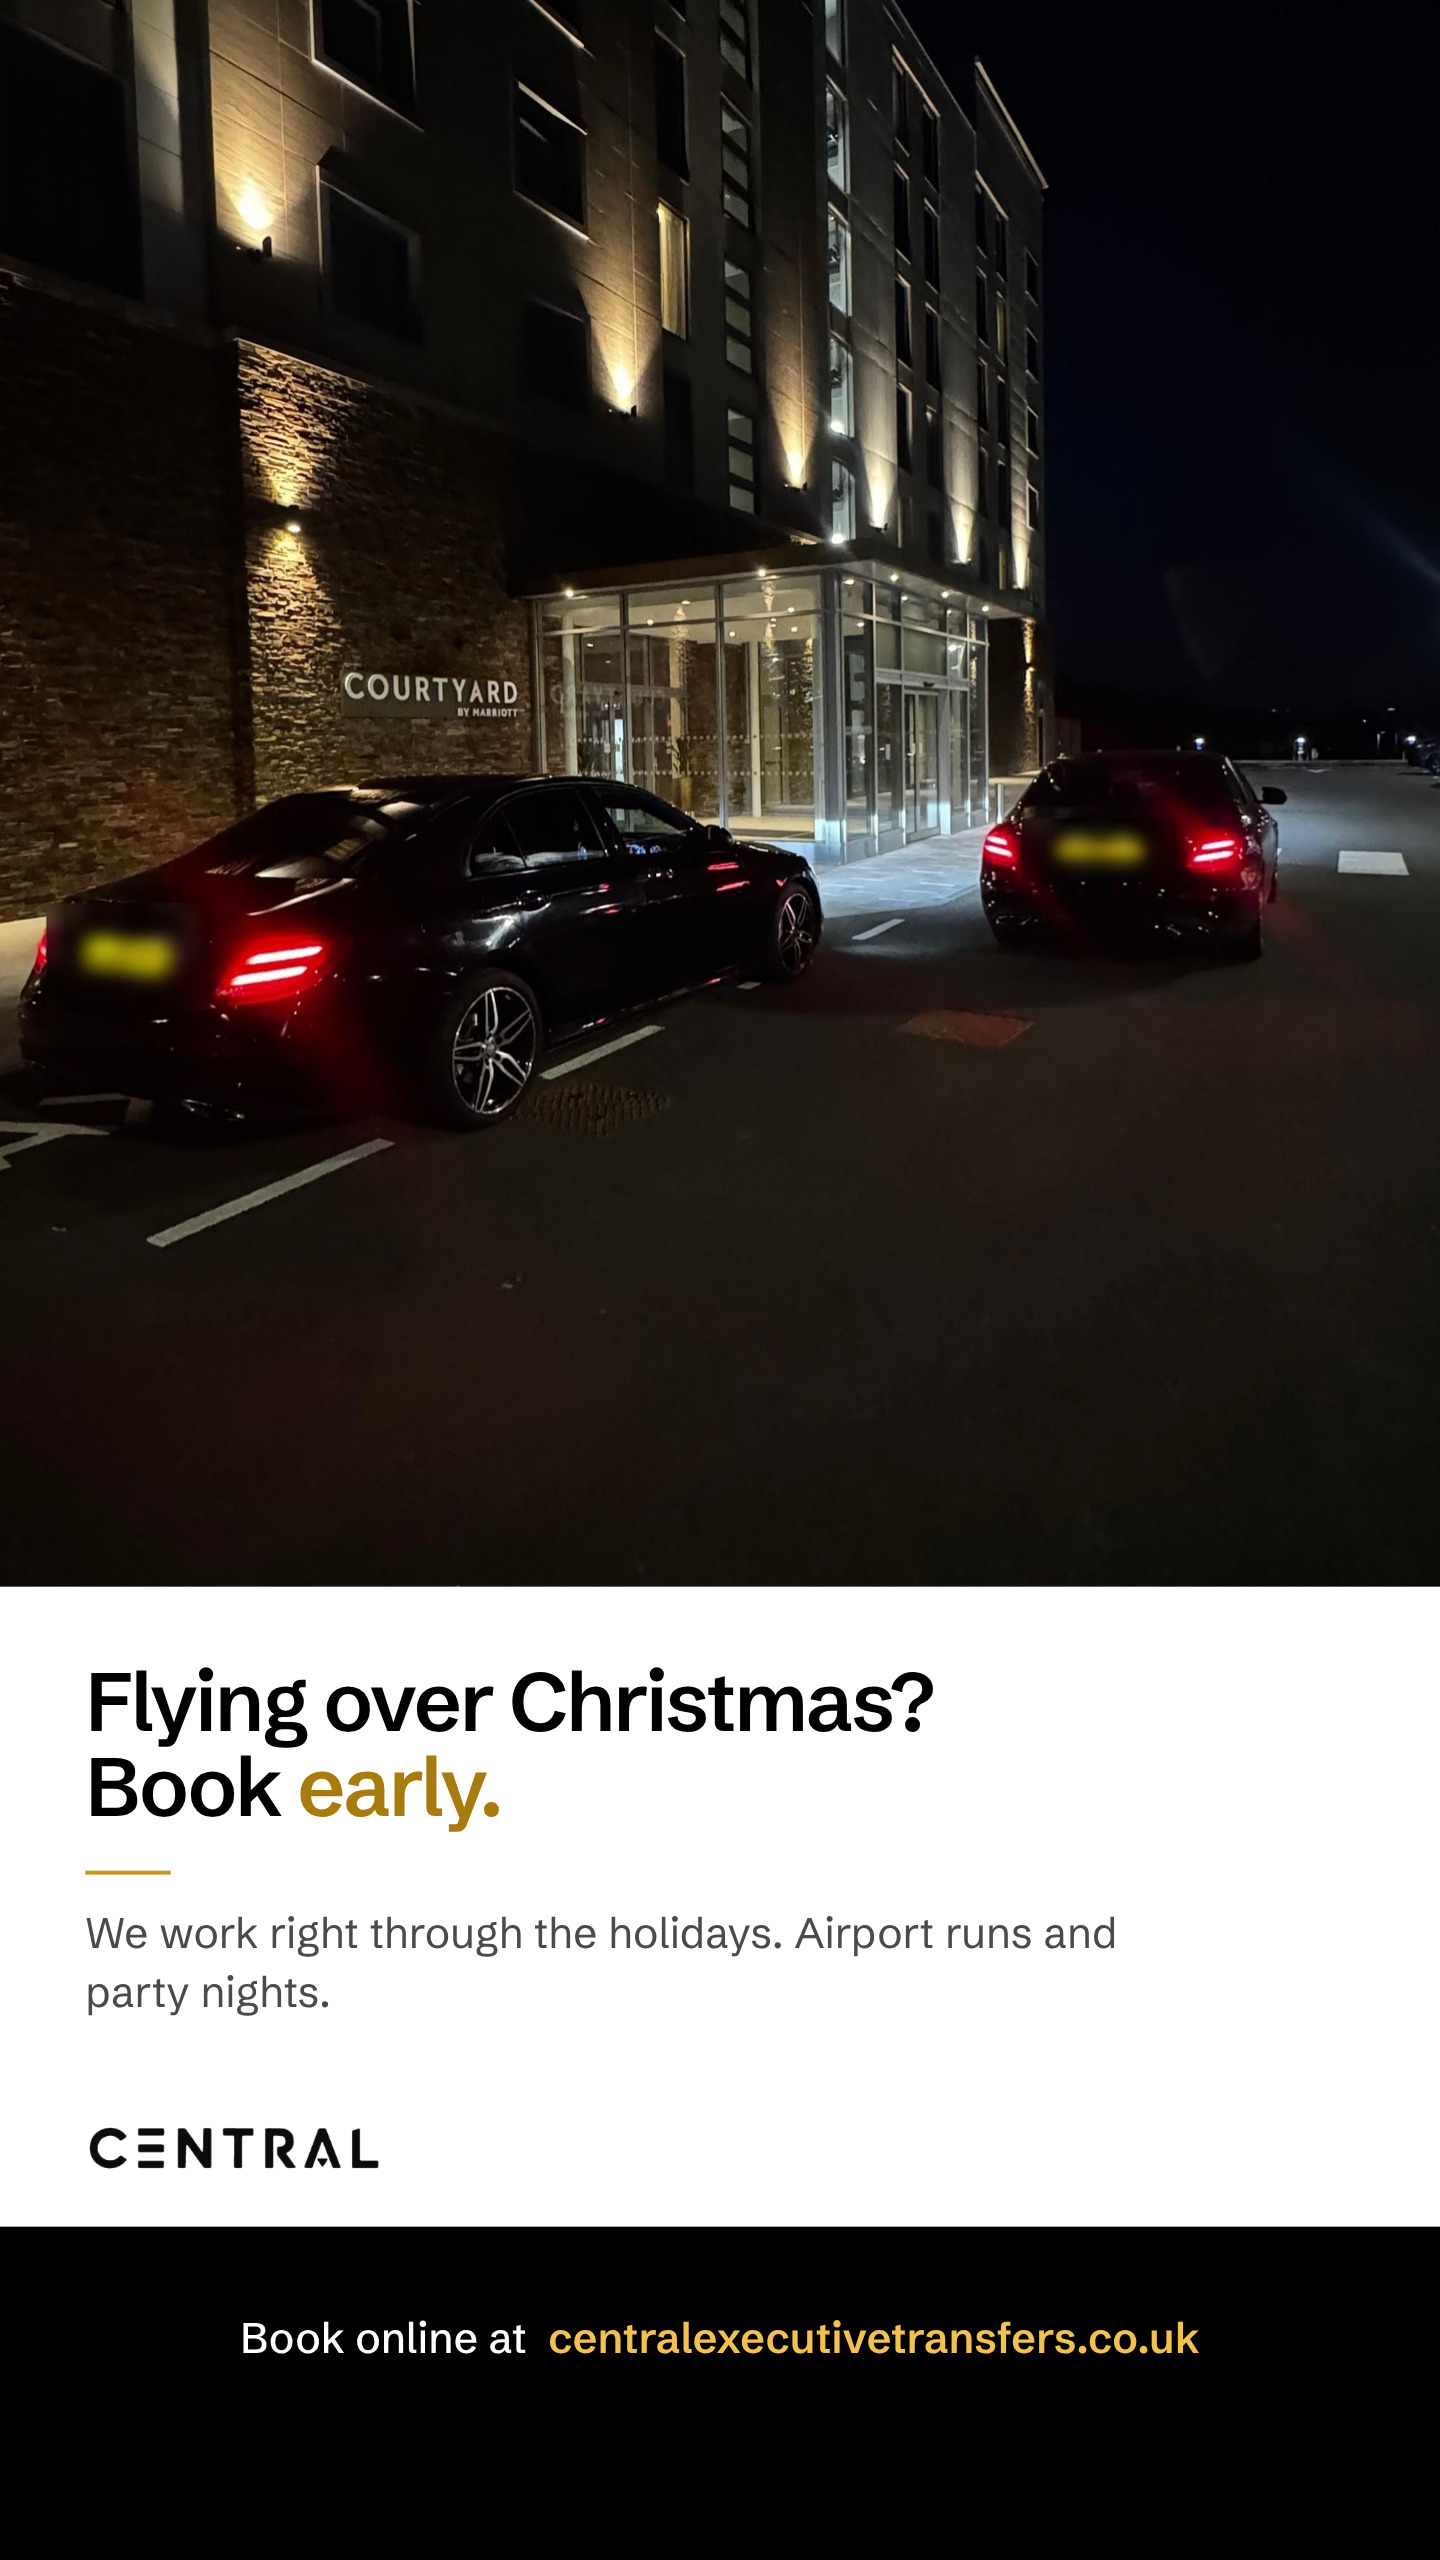 COURTYARD
BY MARRIOTT
Flying over Christmas?
Book early.
We work right through the holidays. Airport runs and
party nights.
CENTRAL
Book online at centralexecutivetransfers.co.uk